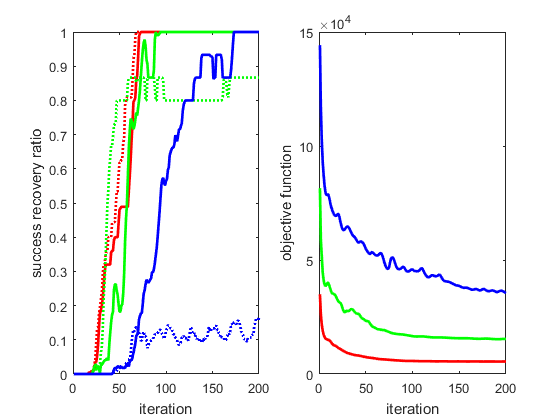 1
0.9
0.8
0.7
0.6
0.5
0.4
0.3
0.2
0.1
0
0 50 100 150 200
success recovery ratio
iteration
×10^4
15
10
5
0
0 50 100 150 200
objective function
iteration